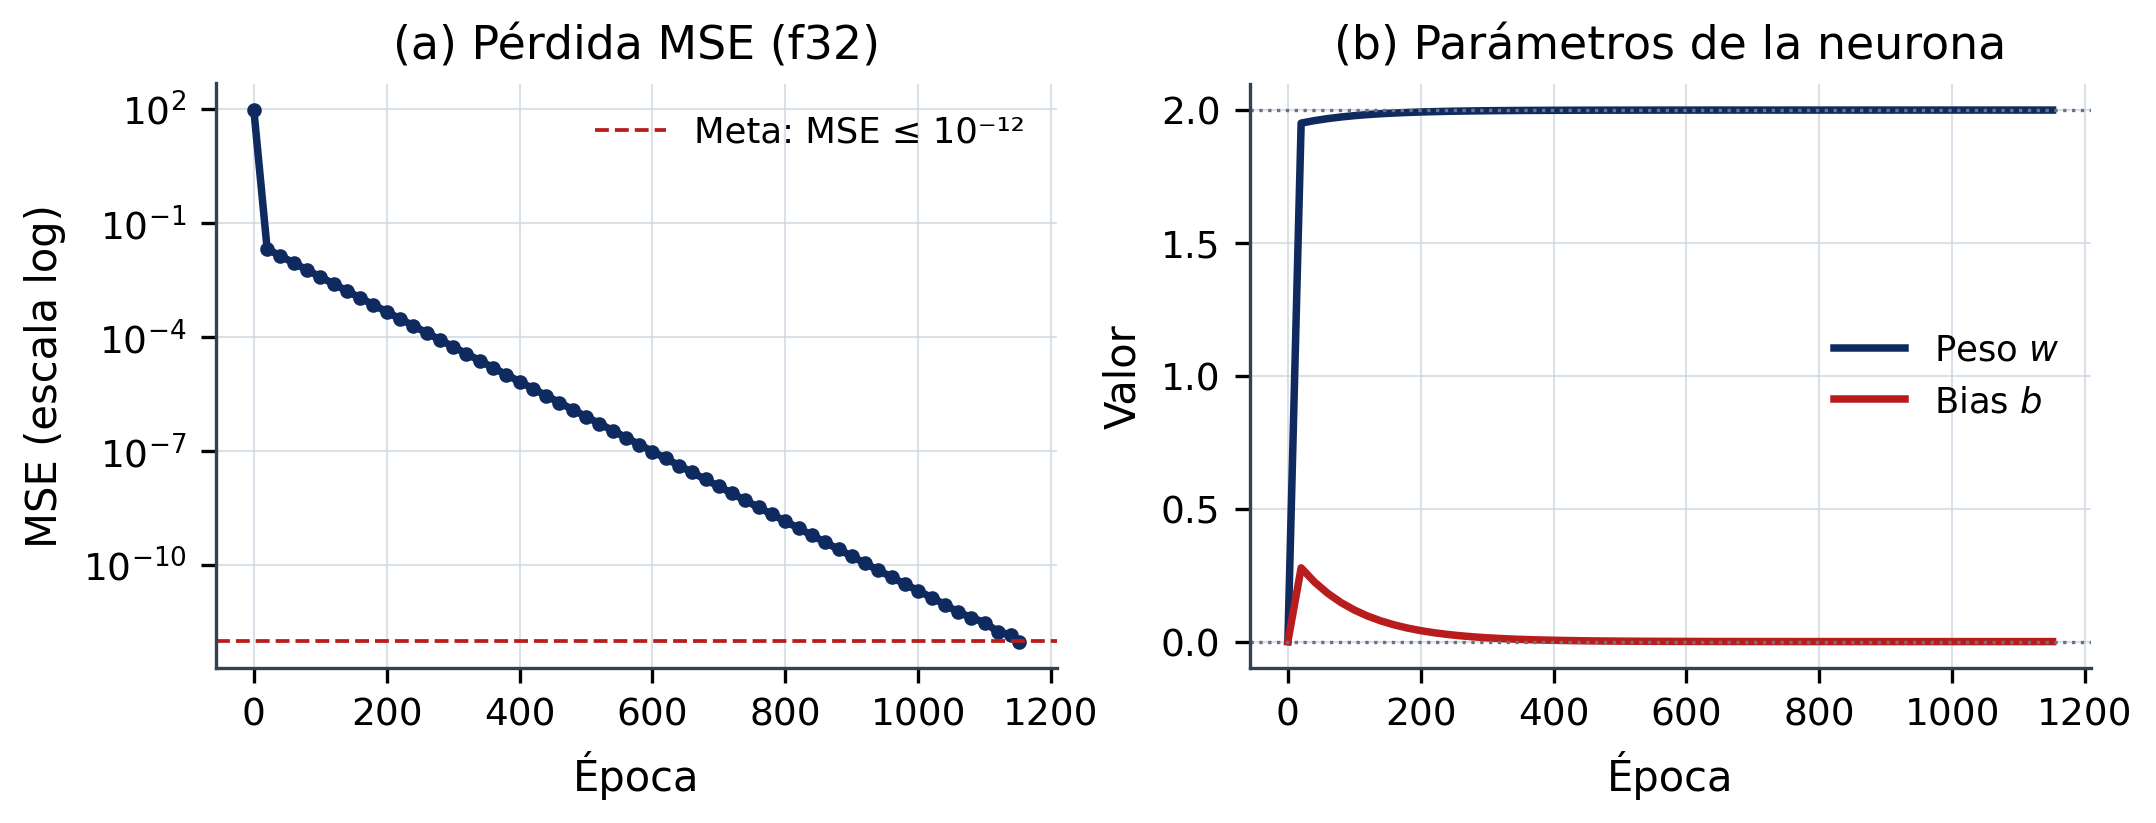 (a) Pérdida MSE (f32)
MSE (escala log)
10²
10⁻¹
10⁻⁴
10⁻⁷
10⁻¹⁰
Meta: MSE ≤ 10⁻¹²
0 200 400 600 800 1000 1200
Época
(b) Parámetros de la neurona
Valor
2.0
1.5
1.0
0.5
0.0
Peso w
Bias b
0 200 400 600 800 1000 1200
Época